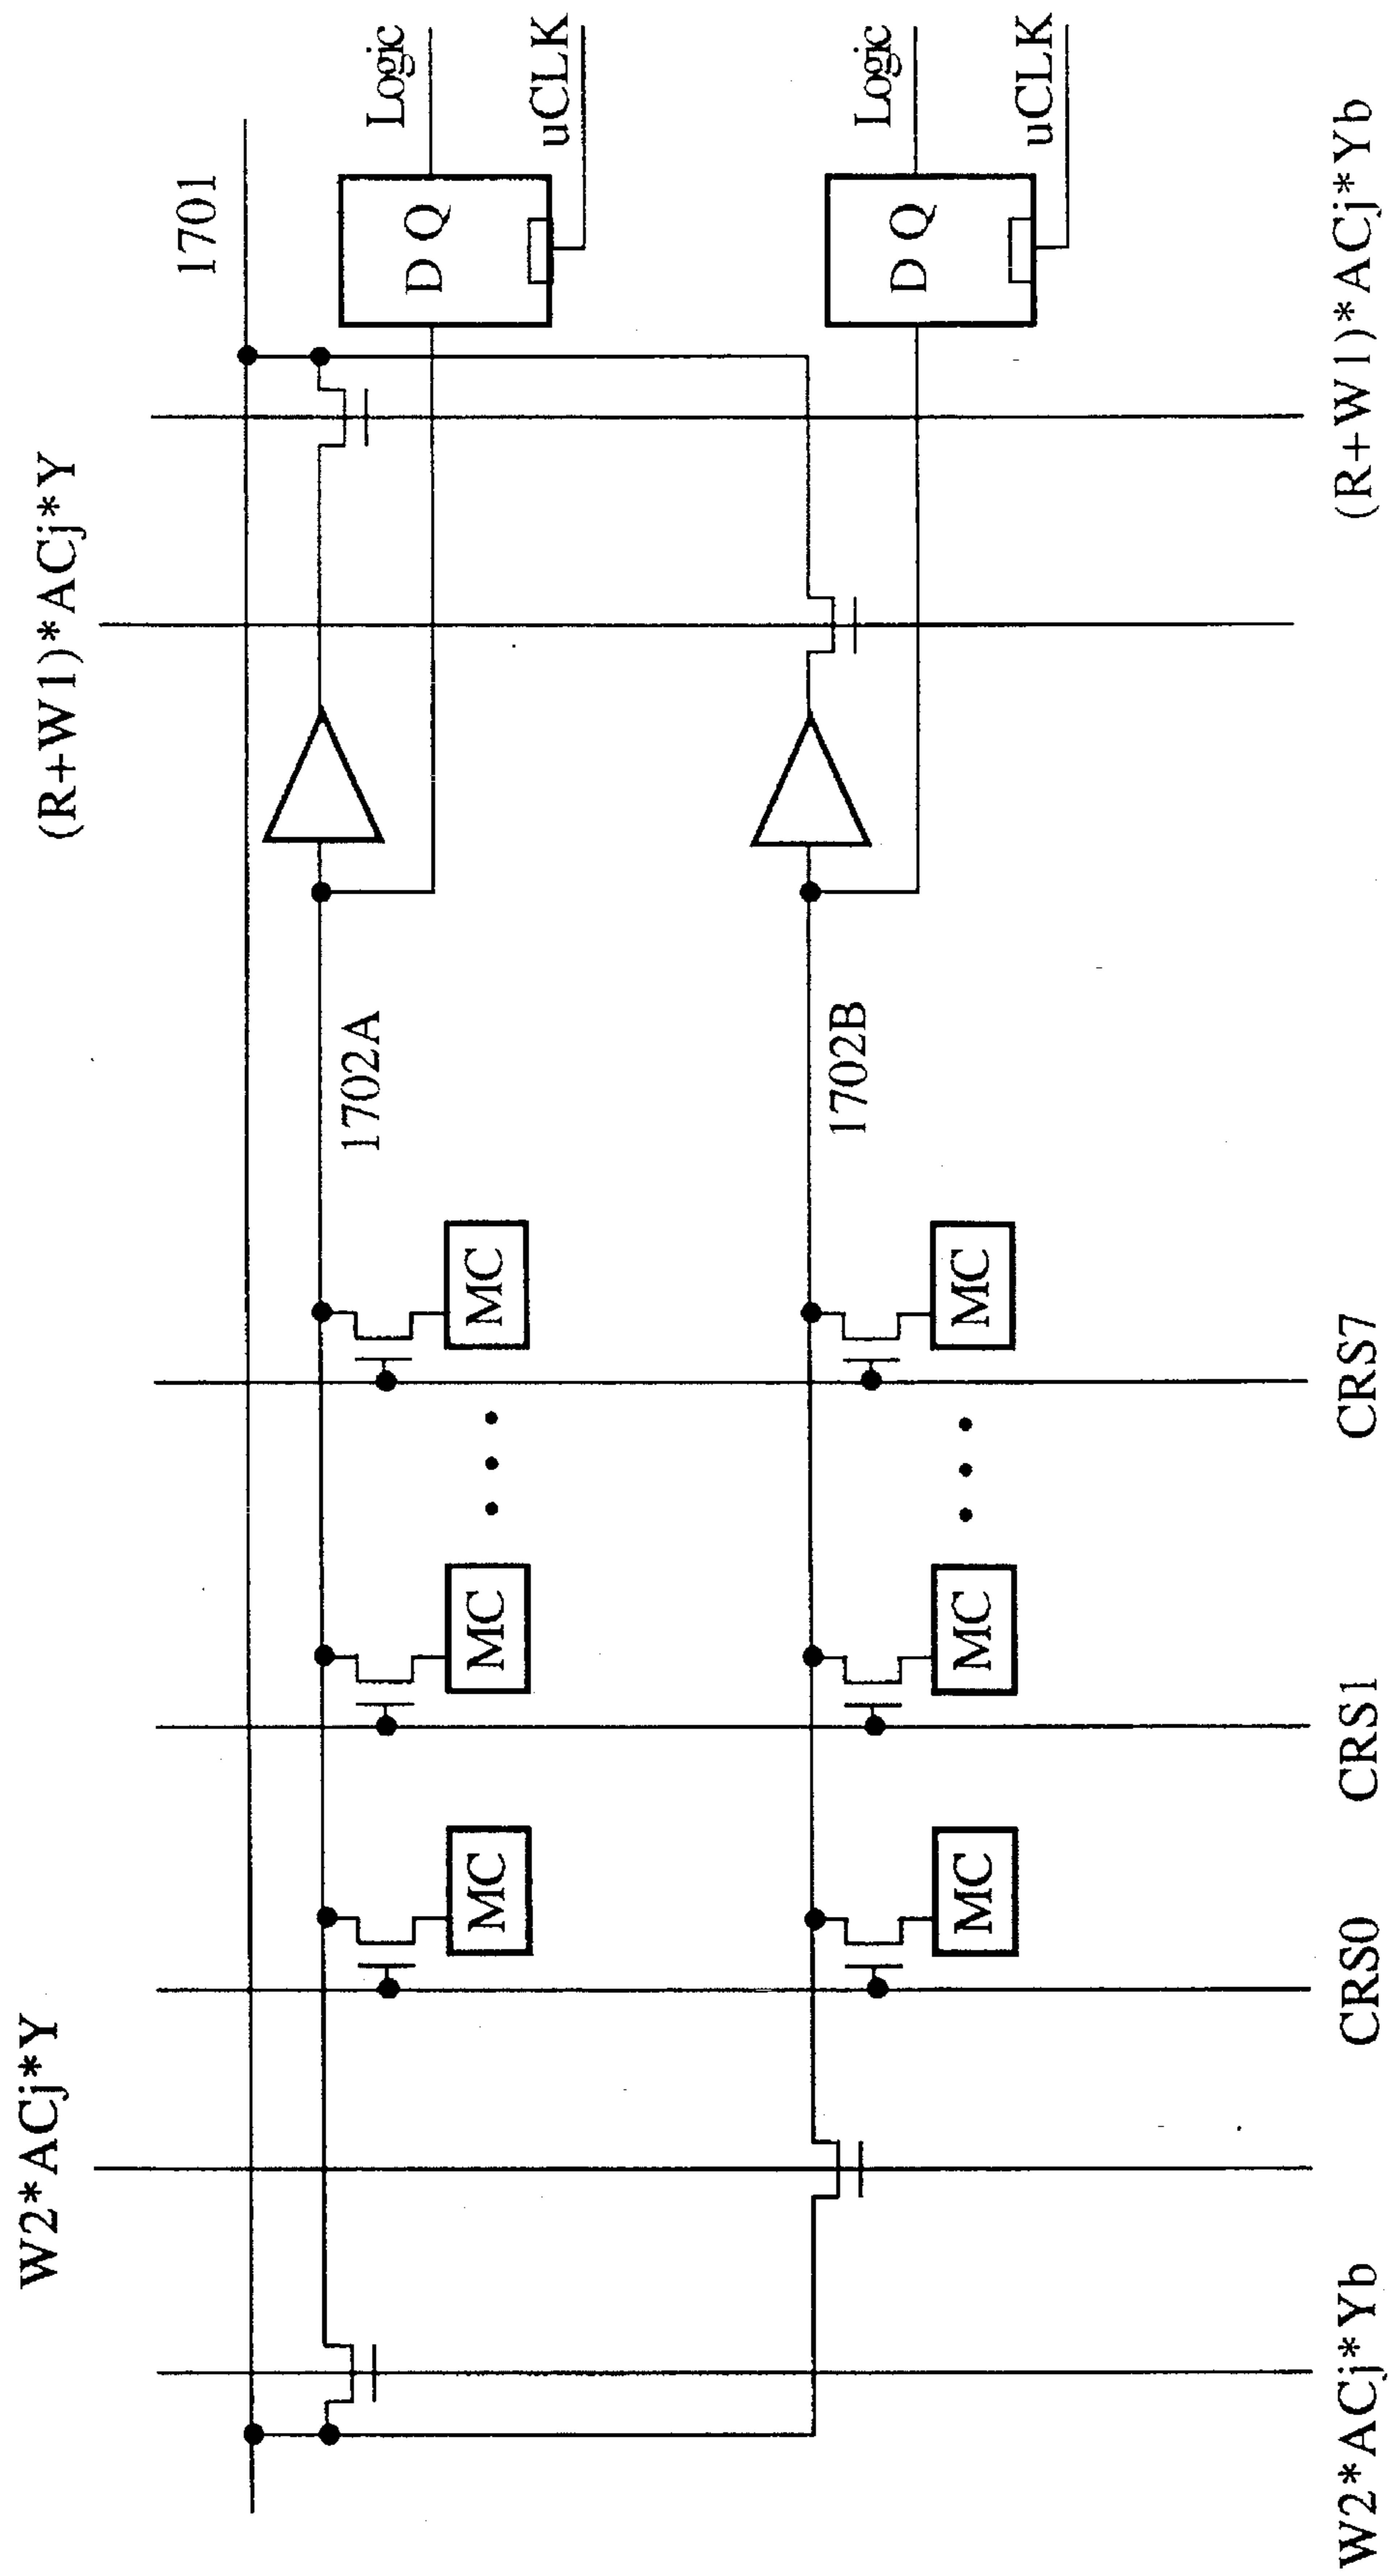 W2*ACj*Y
(R+W1)*ACj*Y
1701
1702A
Logic
D Q
MC
MC
MC
uCLK
1702B
Logic
D Q
MC
MC
MC
uCLK
W2*ACj*Yb
CRS0
CRS1
CRS7
(R+W1)*ACj*Yb